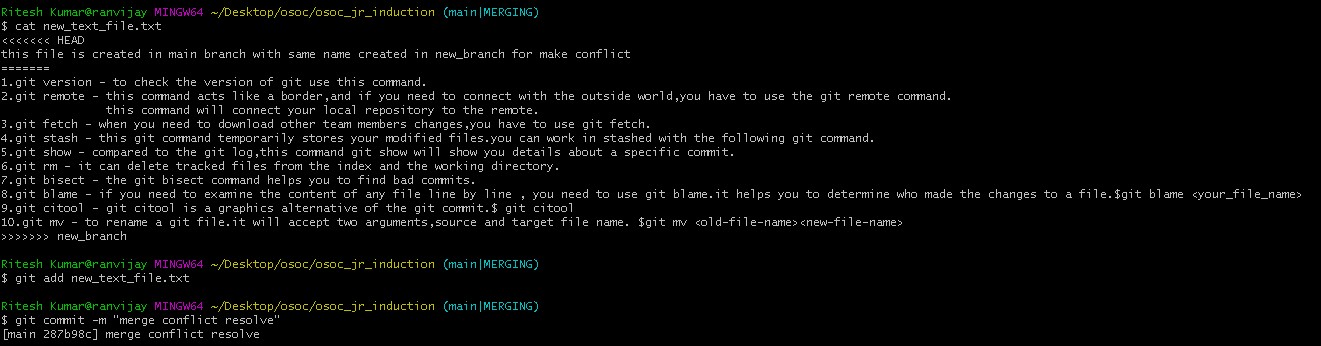 Ritesh Kumar@ranvijay MINGW64 ~/Desktop/osoc/osoc_jr_induction (main|MERGING)
$ cat new_text_file.txt
<<<<<<< HEAD
this file is created in main branch with same name created in new_branch for make conflict
=======
1.git version - to check the version of git use this command.
2.git remote - this command acts like a border,and if you need to connect with the outside world,you have to use the git remote command.
this command will connect your local repository to the remote.
3.git fetch - when you need to download other team members changes,you have to use git fetch.
4.git stash - this git command temporarily stores your modified files.you can work in stashed with the following git command.
5.git show - compared to the git log,this command git show will show you details about a specific commit.
6.git rm - it can delete tracked files from the index and the working directory.
7.git bisect - the git bisect command helps you to find bad commits.
8.git blame - if you need to examine the content of any file line by line , you need to use git blame.it helps you to determine who made the changes to a file.$git blame <your_file_name>
9.git citool - git citool is a graphics alternative of the git commit.$ git citool
10.git mv - to rename a git file.it will accept two arguments,source and target file name. $git mv <old-file-name><new-file-name>
>>>>>>> new_branch
Ritesh Kumar@ranvijay MINGW64 ~/Desktop/osoc/osoc_jr_induction (main|MERGING)
$ git add new_text_file.txt
Ritesh Kumar@ranvijay MINGW64 ~/Desktop/osoc/osoc_jr_induction (main|MERGING)
$ git commit -m "merge conflict resolve"
[main 287b98c] merge conflict resolve